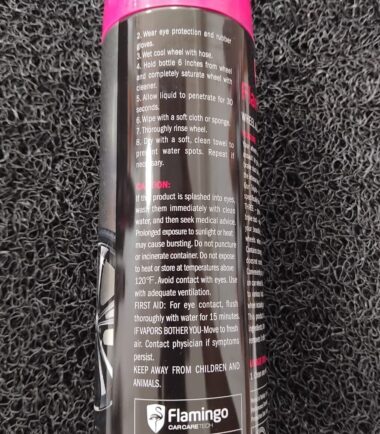 2. Wear eye protection and rubber
gloves.
3. Wet cool wheel with hose.
4. Hold bottle 6 inches from wheel
and completely saturate wheel with
cleaner.
5. Allow liquid to penetrate for 30
seconds.
6. Wipe with a soft cloth or sponge.
7. Thoroughly rinse wheel.
8. Dry with a soft, clean towel to
prevent water spots. Repeat if
necessary.
CAUTION:
If the product is splashed into eyes,
wash them immediately with clean
water, and then seek medical advice.
Prolonged exposure to sunlight or heat
may cause bursting. Do not puncture
or incinerate container. Do not expose
to heat or store at temperatures above
120°F. Avoid contact with eyes. Use
with adequate ventilation.
FIRST AID: For eye contact, flush
thoroughly with water for 15 minutes.
IF VAPORS BOTHER YOU-Move to fresh
air. Contact physician if symptoms
persist.
KEEP AWAY FROM CHILDREN AND
ANIMALS.
Flamingo
CAR CARE TECH